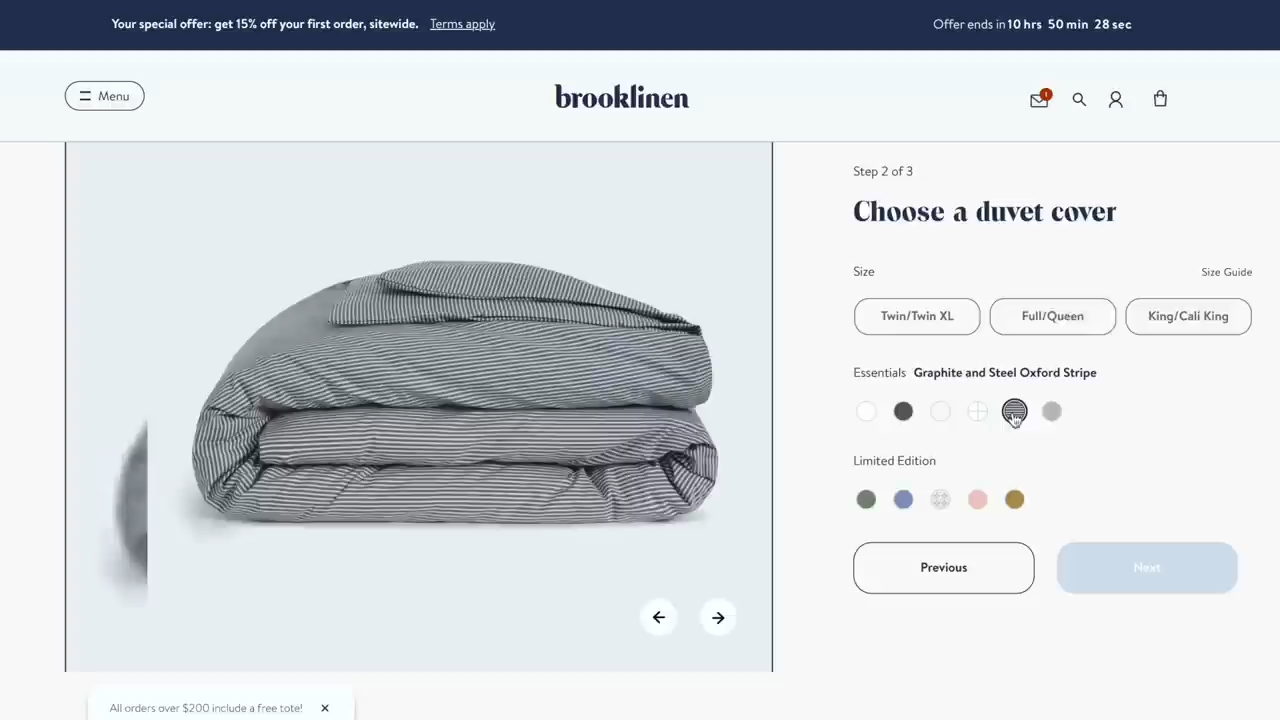 Your special offer: get 15% off your first order, sitewide. Terms apply
Offer ends in 10 hrs 50 min 28 sec
Menu
brooklinen
1
Step 2 of 3
Choose a duvet cover
Size
Size Guide
Twin/Twin XL
Full/Queen
King/Cali King
Essentials Graphite and Steel Oxford Stripe
Limited Edition
Previous
Next
All orders over $200 include a free tote!